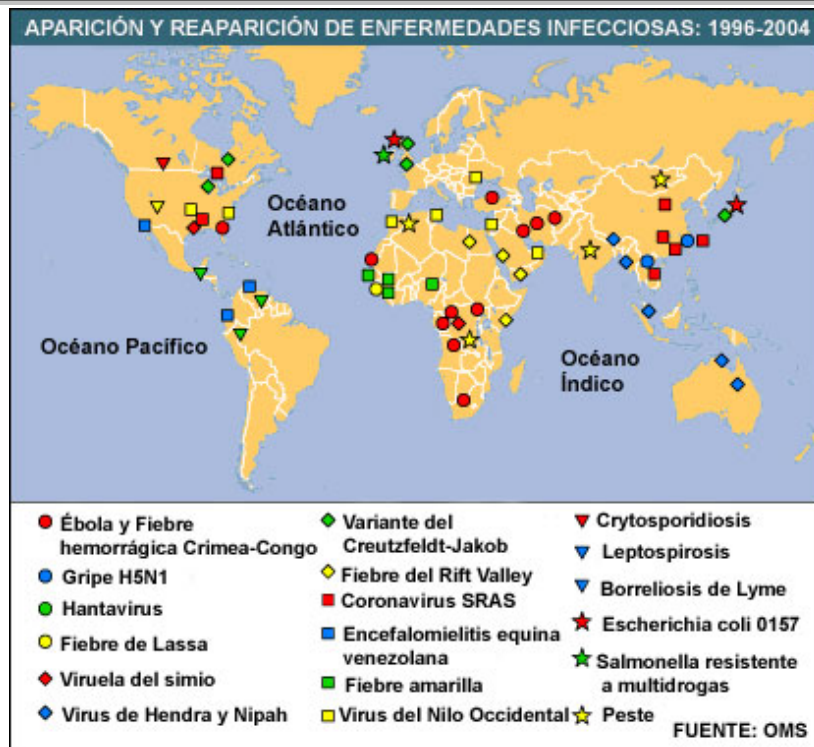 APARICIÓN Y REAPARICIÓN DE ENFERMEDADES INFECCIOSAS: 1996-2004
Océano
Atlántico
Océano Pacífico
Océano
Índico
Ébola y Fiebre
hemorrágica Crimea-Congo
Gripe H5N1
Hantavirus
Fiebre de Lassa
Viruela del simio
Virus de Hendra y Nipah
Variante del
Creutzfeldt-Jakob
Fiebre del Rift Valley
Coronavirus SRAS
Encefalomielitis equina
venezolana
Fiebre amarilla
Virus del Nilo Occidental
Crytosporidiosis
Leptospirosis
Borreliosis de Lyme
Escherichia coli 0157
Salmonella resistente
a multidrogas
Peste
FUENTE: OMS